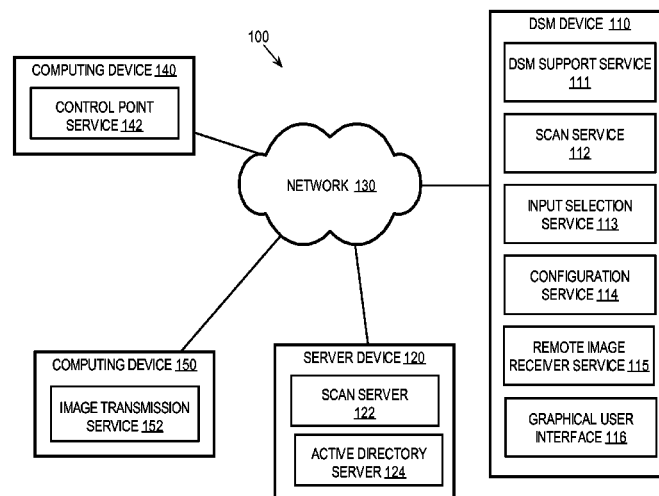 100
COMPUTING DEVICE 140
CONTROL POINT
SERVICE 142
NETWORK 130
COMPUTING DEVICE 150
IMAGE TRANSMISSION
SERVICE 152
SERVER DEVICE 120
SCAN SERVER
122
ACTIVE DIRECTORY
SERVER 124
DSM DEVICE 110
DSM SUPPORT SERVICE
111
SCAN SERVICE
112
INPUT SELECTION
SERVICE 113
CONFIGURATION
SERVICE 114
REMOTE IMAGE
RECEIVER SERVICE 115
GRAPHICAL USER
INTERFACE 116